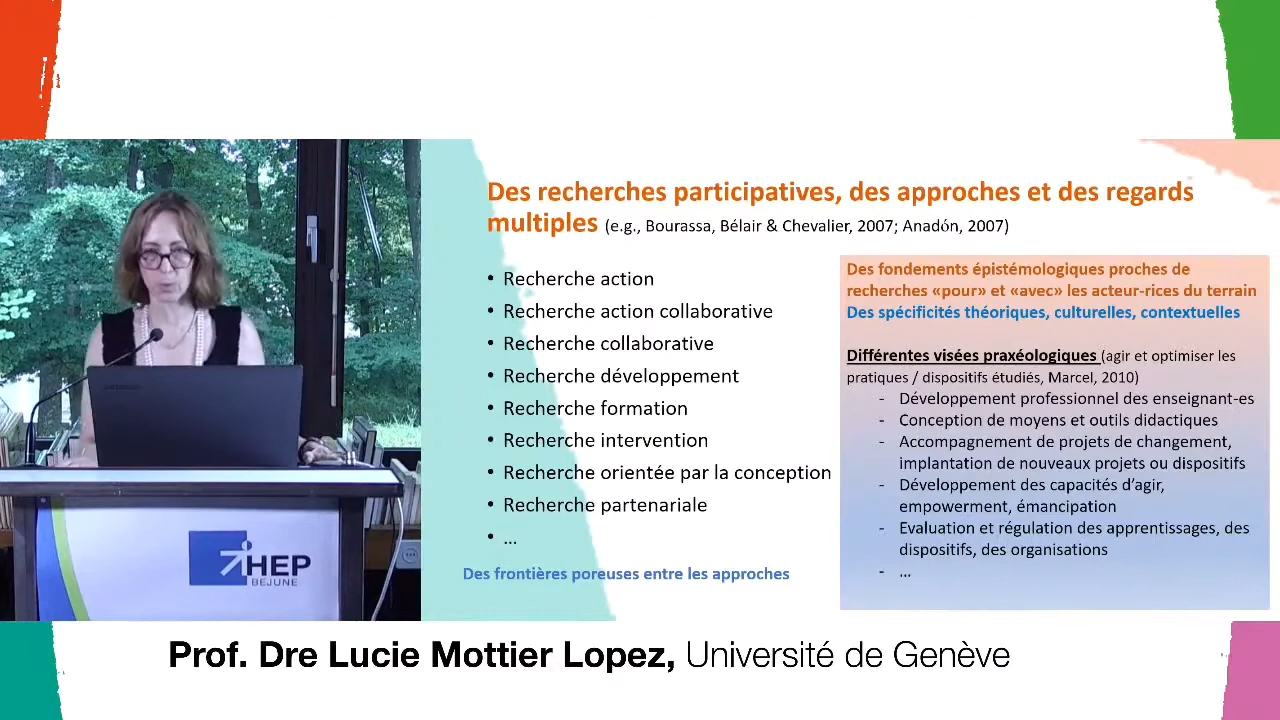 Des recherches participatives, des approches et des regards
multiples (e.g., Bourassa, Bélair & Chevalier, 2007; Anadón, 2007)
• Recherche action
• Recherche action collaborative
• Recherche collaborative
• Recherche développement
• Recherche formation
• Recherche intervention
• Recherche orientée par la conception
• Recherche partenariale
• ...
Des frontières poreuses entre les approches
Des fondements épistémologiques proches de
recherches «pour» et «avec» les acteur-rices du terrain
Des spécificités théoriques, culturelles, contextuelles
Différentes visées praxéologiques (agir et optimiser les
pratiques / dispositifs étudiés, Marcel, 2010)
- Développement professionnel des enseignant-es
- Conception de moyens et outils didactiques
- Accompagnement de projets de changement,
implantation de nouveaux projets ou dispositifs
- Développement des capacités d’agir,
empowerment, émancipation
- Evaluation et régulation des apprentissages, des
dispositifs, des organisations
- ...
HEP
BEJUNE
Prof. Dre Lucie Mottier Lopez, Université de Genève